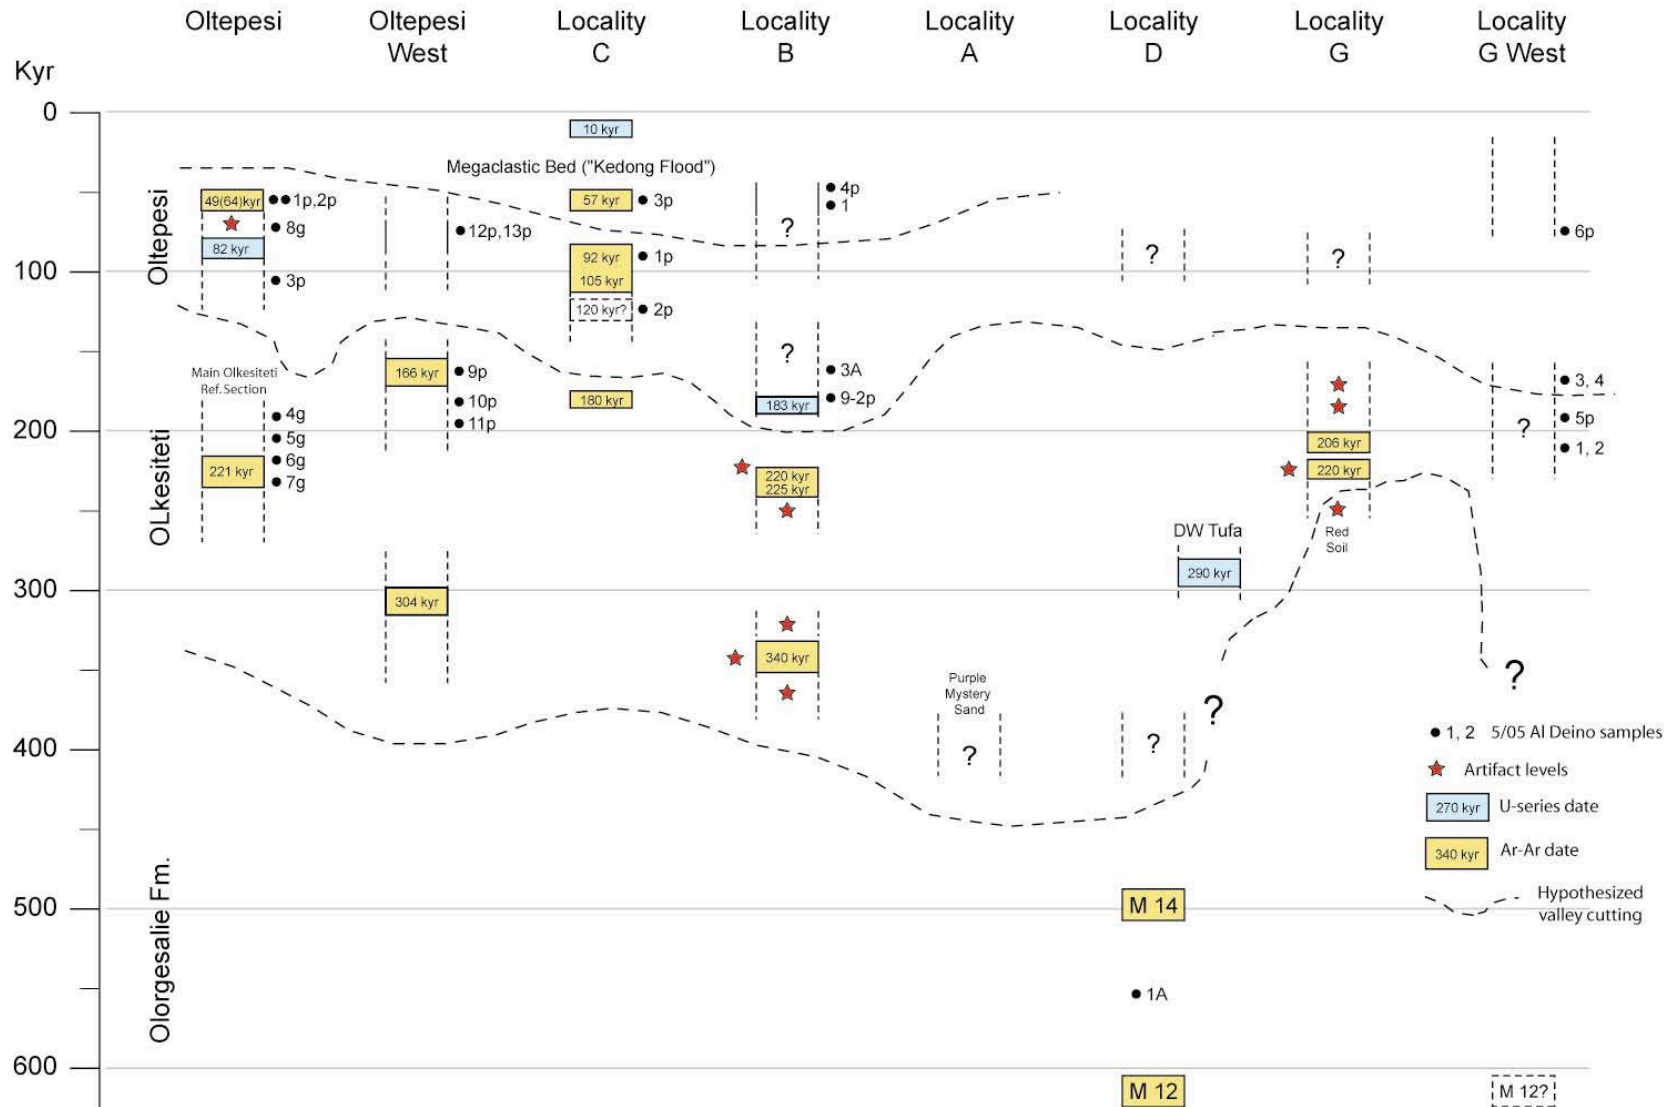 Oltepesi
Oltepesi
West
Locality
C
Locality
B
Locality
A
Locality
D
Locality
G
Locality
G West
Kyr
0
100
200
300
400
500
600
Oltepesi
OLkesiteti
Olorgesalie Fm.
49(64)kyr
1p,2p
8g
82 kyr
3p
Main Olkesiteti
Ref. Section
4g
5g
6g
7g
221 kyr
12p,13p
166 kyr
9p
10p
11p
304 kyr
10 kyr
Megaclastic Bed ("Kedong Flood")
57 kyr
3p
92 kyr
105 kyr
1p
120 kyr?
2p
180 kyr
4p
1
?
?
3A
183 kyr
9-2p
220 kyr
225 kyr
340 kyr
Purple
Mystery
Sand
?
?
DW Tufa
290 kyr
?
?
M 14
1A
M 12
?
206 kyr
220 kyr
Red
Soil
6p
3, 4
5p
?
1, 2
?
M 12?
1, 2 5/05 Al Deino samples
Artifact levels
270 kyr U-series date
340 kyr Ar-Ar date
Hypothesized
valley cutting